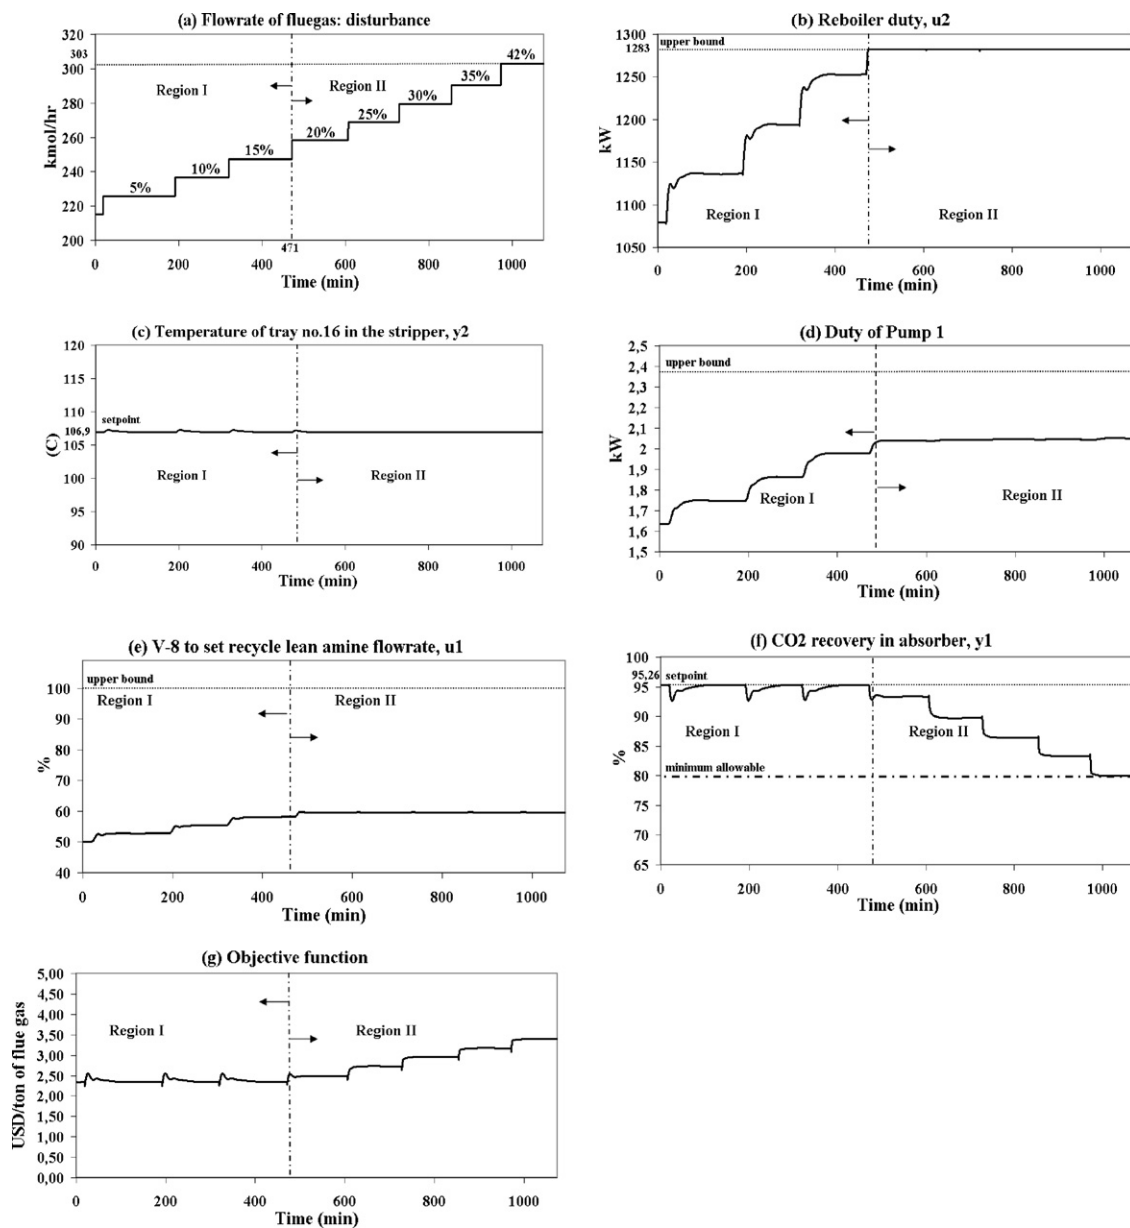 (a) Flowrate of fluegas: disturbance
320
303
300
280
260
240
220
200
kmol/hr
Region I
Region II
5%
10%
15%
20%
25%
30%
35%
42%
471
0 200 400 600 800 1000
Time (min)
(b) Reboiler duty, u2
1300
upper bound
1283
1250
1200
1150
1100
1050
kW
Region I
Region II
0 200 400 600 800 1000
Time (min)
(c) Temperature of tray no.16 in the stripper, y2
120
115
110
setpoint
106,9
105
100
95
90
(C)
Region I
Region II
0 200 400 600 800 1000
Time (min)
(d) Duty of Pump 1
2,5
upper bound
2,4
2,3
2,2
2,1
2,0
1,9
1,8
1,7
1,6
1,5
kW
Region I
Region II
0 200 400 600 800 1000
Time (min)
(e) V-8 to set recycle lean amine flowrate, u1
upper bound
100
90
80
70
60
50
40
%
Region I
Region II
0 200 400 600 800 1000
Time (min)
(f) CO2 recovery in absorber, y1
100
95,26 setpoint
95
90
85
minimum allowable
80
75
70
65
%
Region I
Region II
0 200 400 600 800 1000
Time (min)
(g) Objective function
5,00
4,50
4,00
3,50
3,00
2,50
2,00
1,50
1,00
0,50
0,00
USD/ton of flue gas
Region I
Region II
0 200 400 600 800 1000
Time (min)